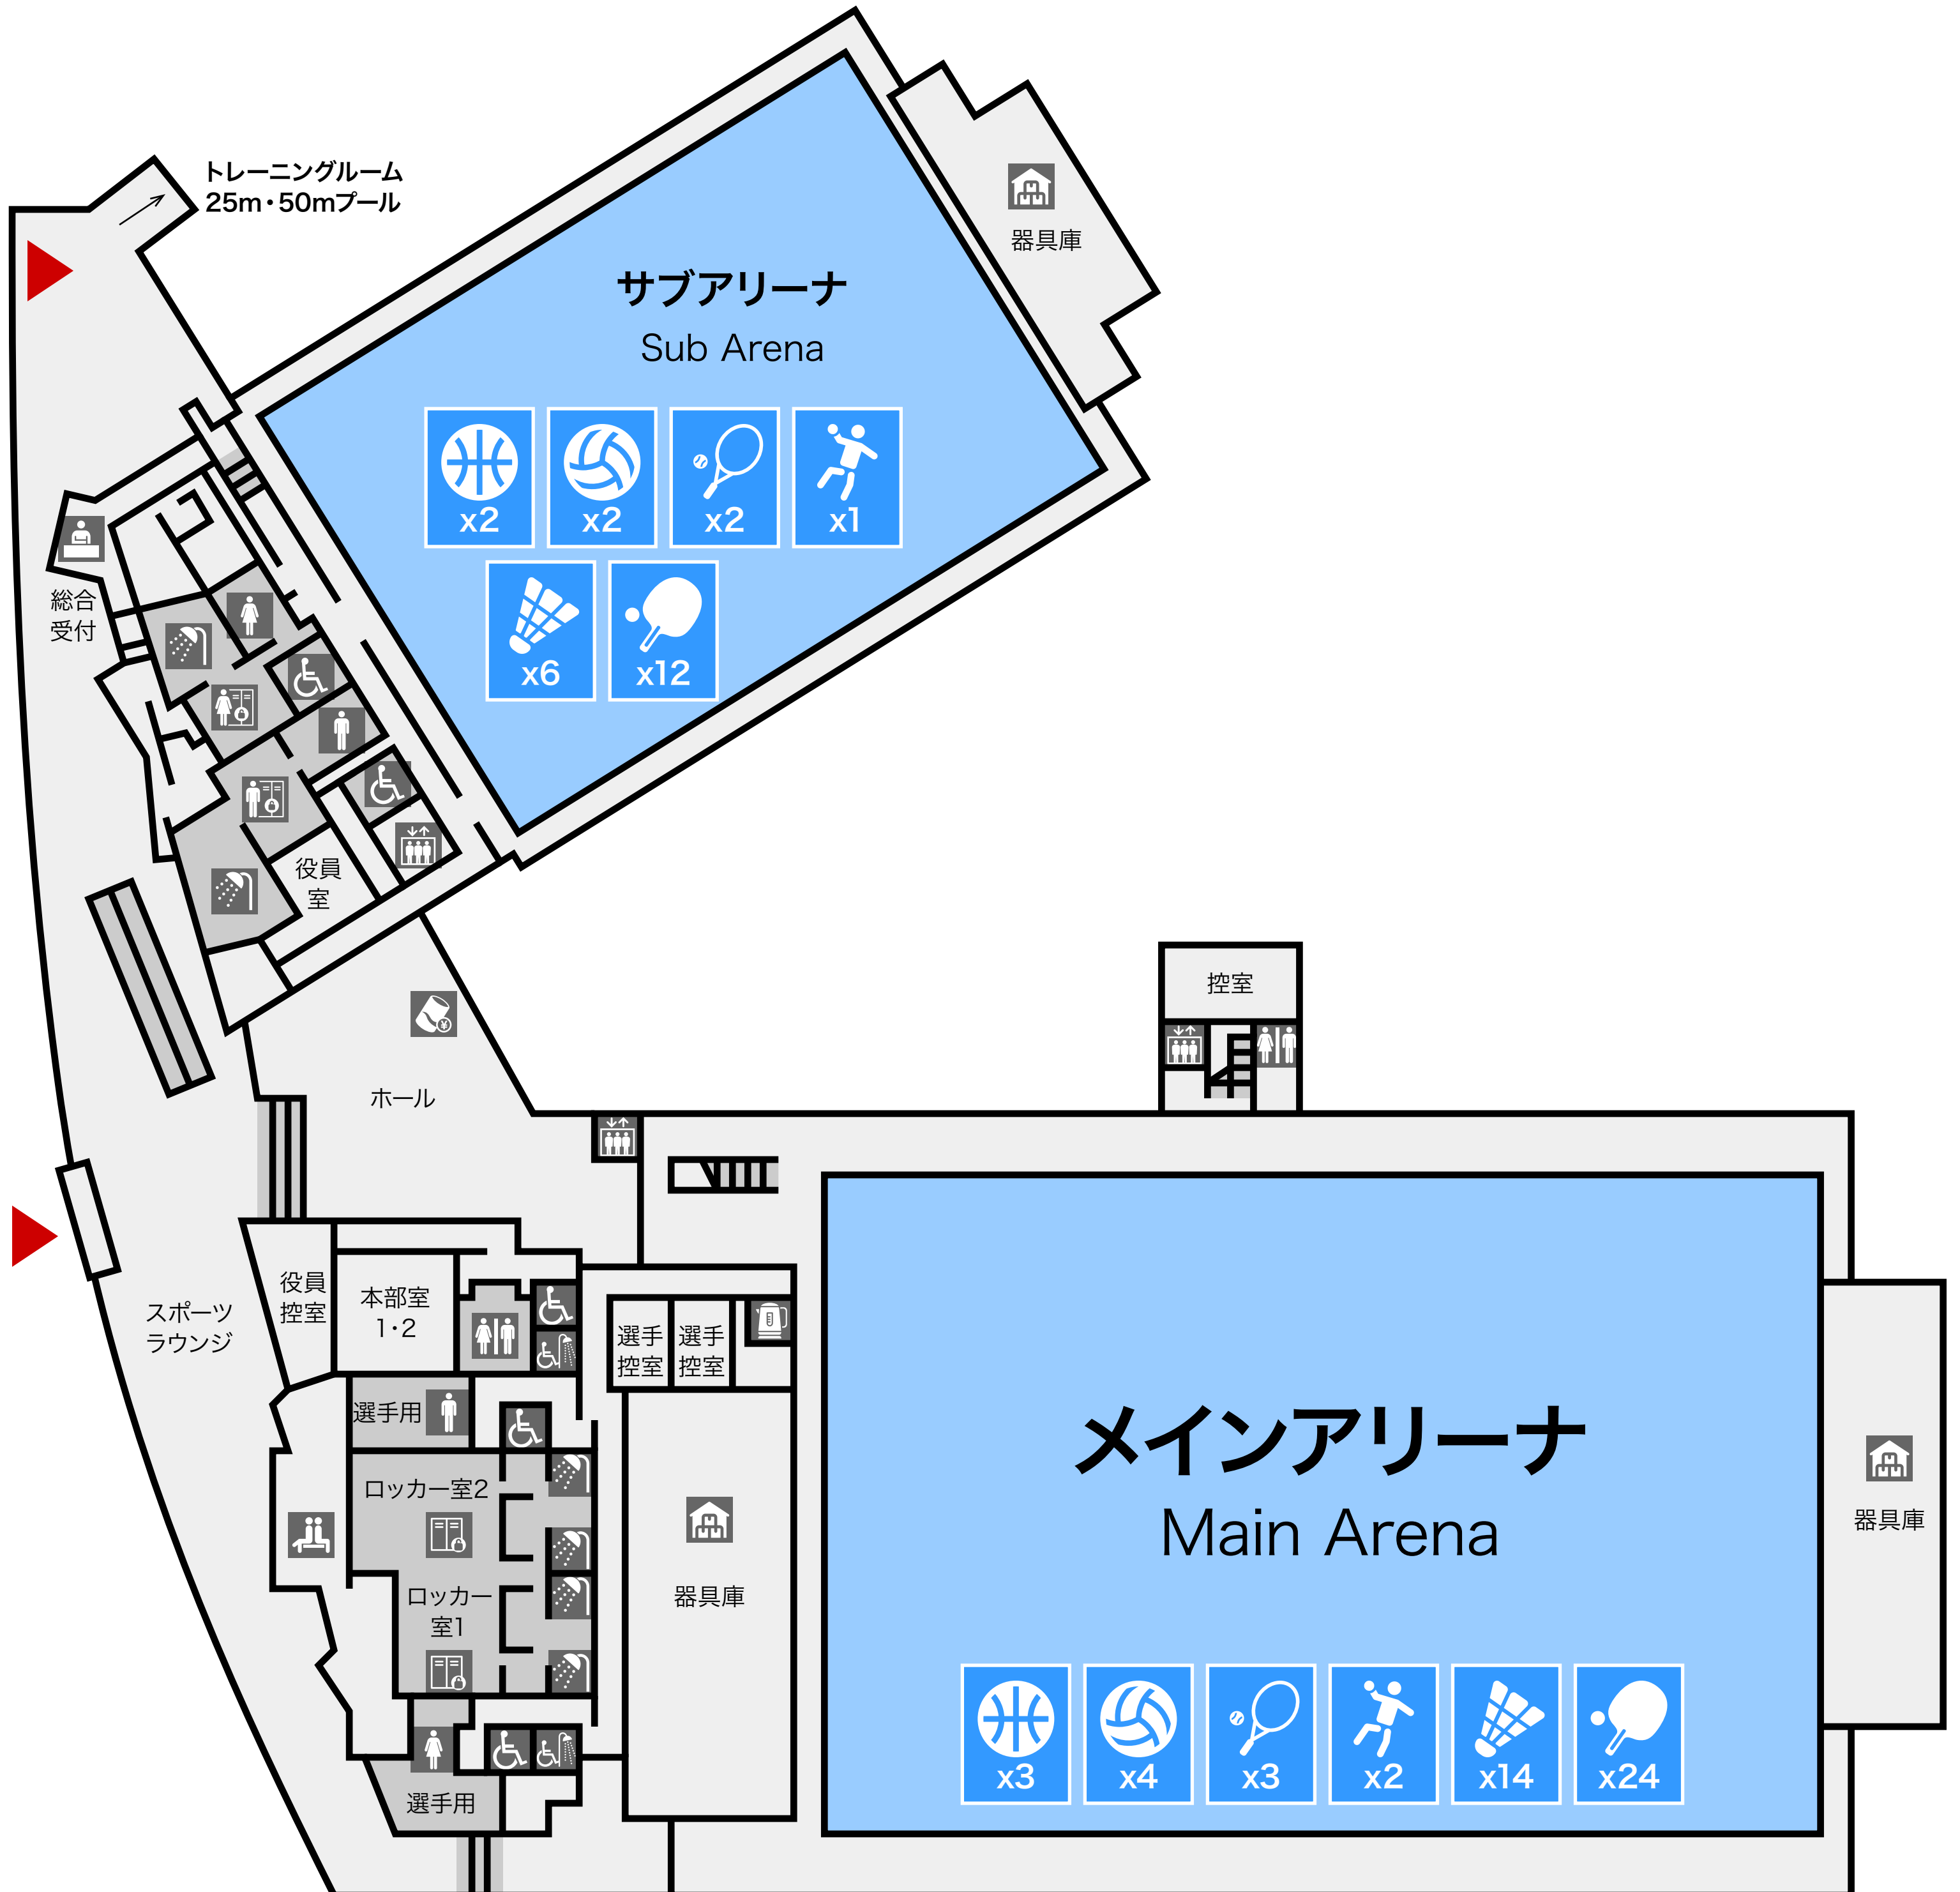 トレーニングルーム
25m・50mプール
器具庫
サブアリーナ
Sub Arena
x2
x2
x2
x1
x6
x12
総合
受付
役員
室
控室
ホール
役員
控室
本部室
1・2
スポーツ
ラウンジ
選手
控室
選手
控室
選手用
ロッカー室2
ロッカー
室1
選手用
器具庫
メインアリーナ
Main Arena
器具庫
x3
x4
x3
x2
x14
x24
¥